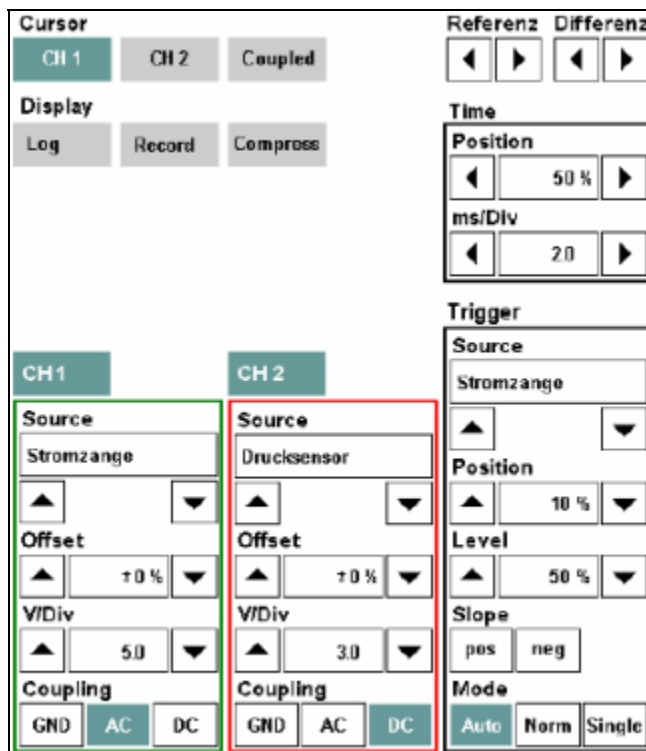 Cursor
CH 1 CH 2 Coupled
Display
Log Record Compress
Referenz Differenz
Time
Position
50 %
ms/Div
2.0
CH1
Source
Stromzange
Offset
±0 %
V/Div
5.0
Coupling
GND AC DC
CH 2
Source
Drucksensor
Offset
±0 %
V/Div
3.0
Coupling
GND AC DC
Trigger
Source
Stromzange
Position
10 %
Level
50 %
Slope
pos neg
Mode
Auto Norm Single